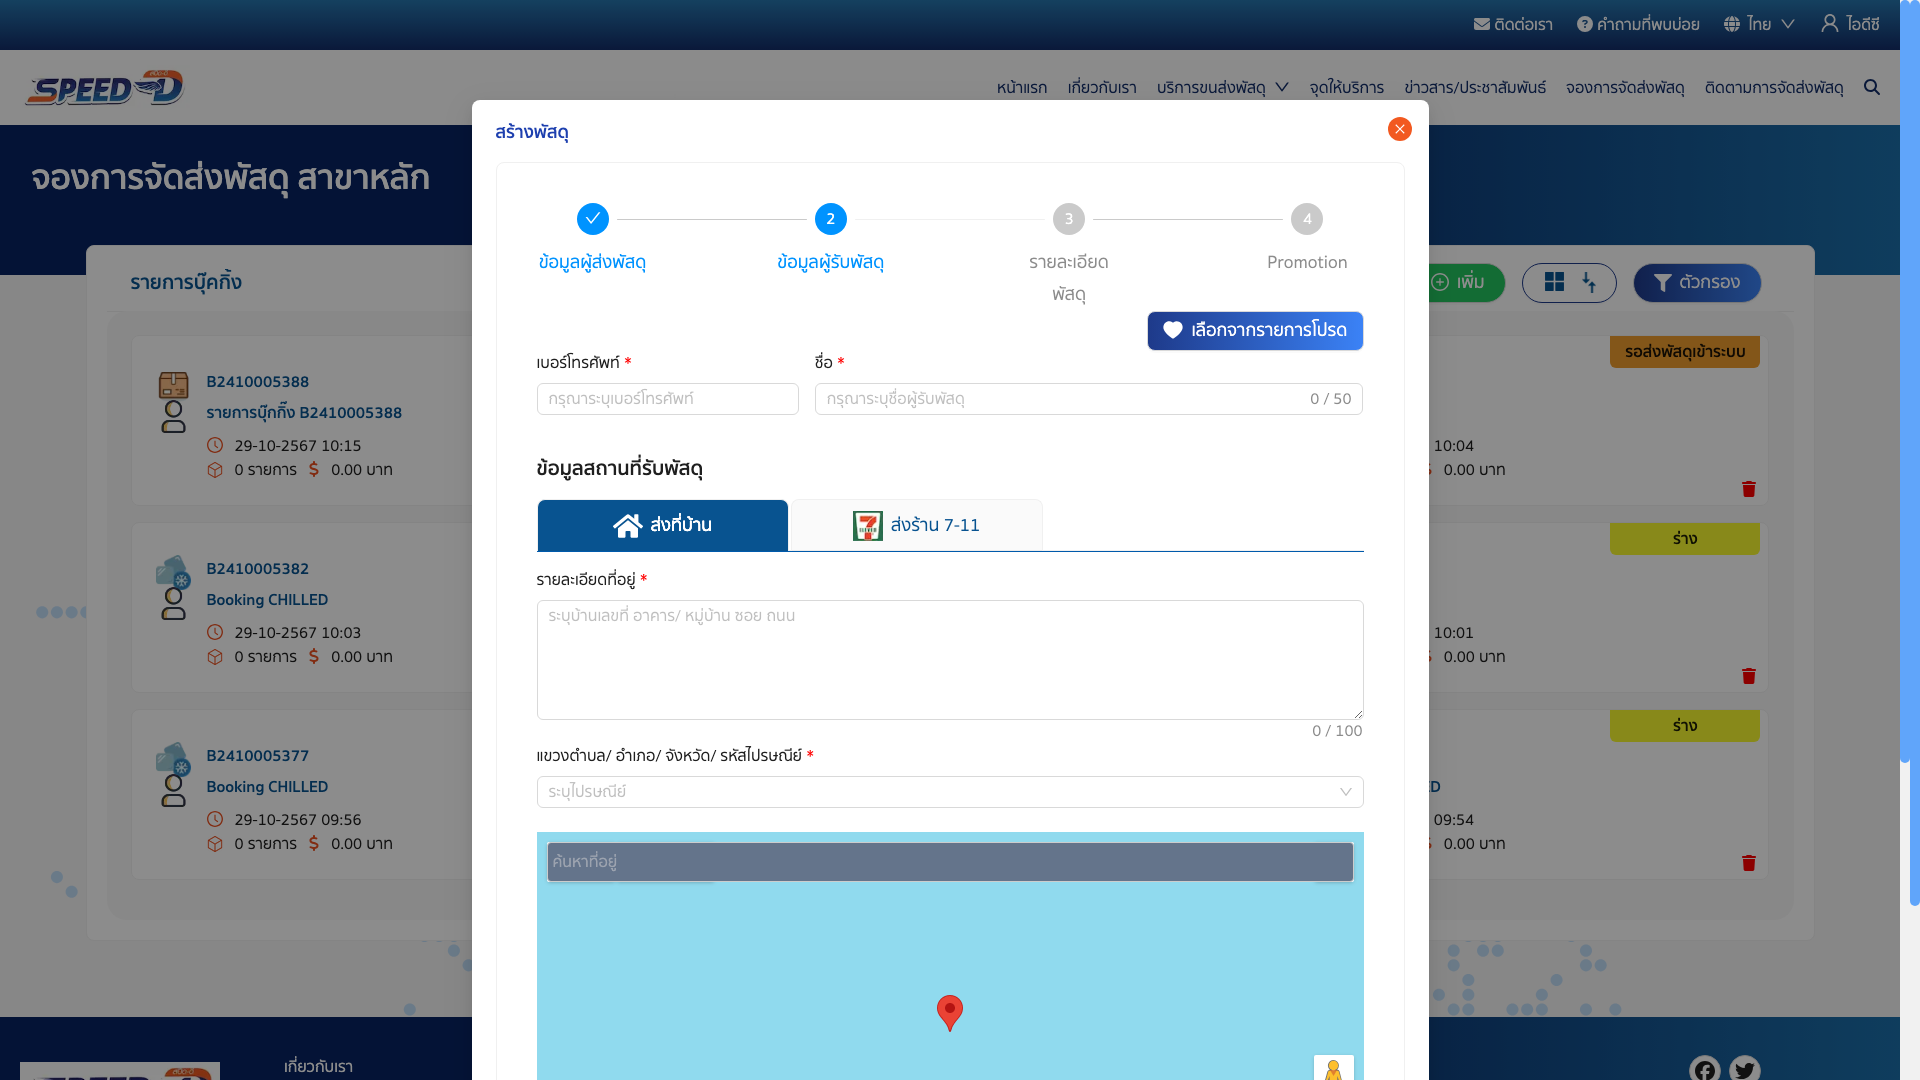 ติดต่อเรา
คำถามที่พบบ่อย
ไทย
ไอดีซี
SPEED D
หน้าแรก
เกี่ยวกับเรา
บริการขนส่งพัสดุ
จุดให้บริการ
ข่าวสาร/ประชาสัมพันธ์
จองการจัดส่งพัสดุ
ติดตามการจัดส่งพัสดุ
จองการจัดส่งพัสดุ สาขาหลัก
รายการบุ๊คกิ้ง
เพิ่ม
ตัวกรอง
B2410005388
รายการบุ๊กกิ้ง B2410005388
29-10-2567 10:15
0 รายการ $ 0.00 บาท
B2410005382
Booking CHILLED
29-10-2567 10:03
0 รายการ $ 0.00 บาท
B2410005377
Booking CHILLED
29-10-2567 09:56
0 รายการ $ 0.00 บาท
สร้างพัสดุ
2
3
4
ข้อมูลผู้ส่งพัสดุ
ข้อมูลผู้รับพัสดุ
รายละเอียด
พัสดุ
Promotion
เลือกจากรายการโปรด
เบอร์โทรศัพท์ *
ชื่อ *
กรุณาระบุเบอร์โทรศัพท์
กรุณาระบุชื่อผู้รับพัสดุ
0 / 50
ข้อมูลสถานที่รับพัสดุ
ส่งที่บ้าน
7 ELEVEN
ส่งร้าน 7-11
รายละเอียดที่อยู่ *
ระบุบ้านเลขที่ อาคาร/ หมู่บ้าน ซอย ถนน
0 / 100
แขวงตำบล/ อำเภอ/ จังหวัด/ รหัสไปรษณีย์ *
ระบุไปรษณีย์
ค้นหาที่อยู่
รอส่งพัสดุเข้าระบบ
10:04
0.00 บาท
ร่าง
10:01
0.00 บาท
ร่าง
D
09:54
0.00 บาท
เกี่ยวกับเรา